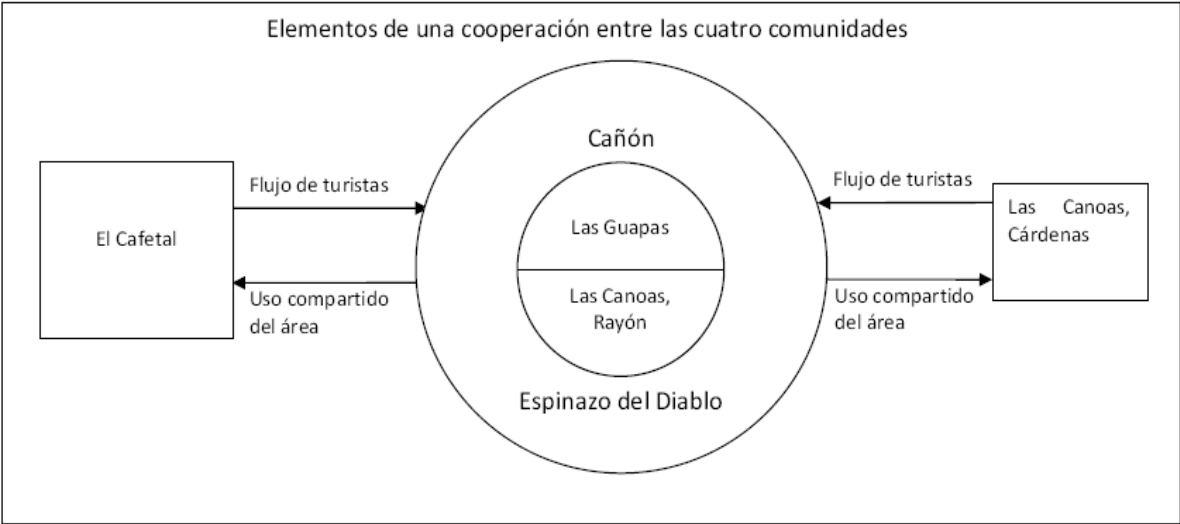 Elementos de una cooperación entre las cuatro comunidades
El Cafetal
Flujo de turistas
Uso compartido
del área
Cañón
Las Guapas
Las Canoas,
Rayón
Espinazo del Diablo
Flujo de turistas
Uso compartido
del área
Las Canoas,
Cárdenas